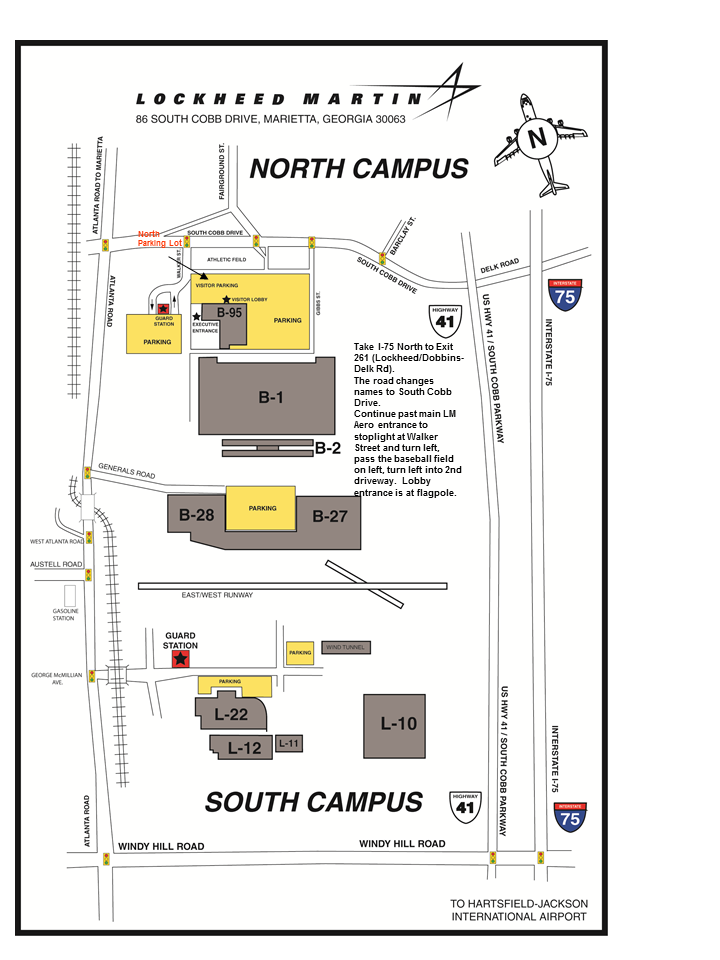 LOCKHEED MARTIN
86 SOUTH COBB DRIVE, MARIETTA, GEORGIA 30063
N
NORTH CAMPUS
ATLANTA ROAD TO MARIETTA
FAIRGROUND ST.
North
Parking Lot
SOUTH COBB DRIVE
BARCLAY ST.
WALKER ST.
ATHLETIC FEILD
SOUTH COBB DRIVE
DELK ROAD
ATLANTA ROAD
VISITOR PARKING
VISITOR LOBBY
B-95
EXECUTIVE
ENTRANCE
PARKING
GIBBS ST.
GUARD
STATION
PARKING
HIGHWAY
41
INTERSTATE
75
US HWY 41 / SOUTH COBB PARKWAY
INTERSTATE I-75
Take I-75 North to Exit
261 (Lockheed/Dobbins-
Delk Rd).
The road changes
names to South Cobb
Drive.
Continue past main LM
Aero entrance to
stoplight at Walker
Street and turn left,
pass the baseball field
on left, turn left into 2nd
driveway. Lobby
entrance is at flagpole.
B-1
B-2
GENERALS ROAD
B-28
PARKING
B-27
WEST ATLANTA ROAD
AUSTELL ROAD
EAST/WEST RUNWAY
GASOLINE
STATION
GUARD
STATION
PARKING
WIND TUNNEL
GEORGE McMILLIAN
AVE.
PARKING
L-22
L-12
L-11
L-10
US HWY 41 / SOUTH COBB PARKWAY
INTERSTATE I-75
SOUTH CAMPUS
HIGHWAY
41
INTERSTATE
75
ATLANTA ROAD
WINDY HILL ROAD
WINDY HILL ROAD
TO HARTSFIELD-JACKSON
INTERNATIONAL AIRPORT